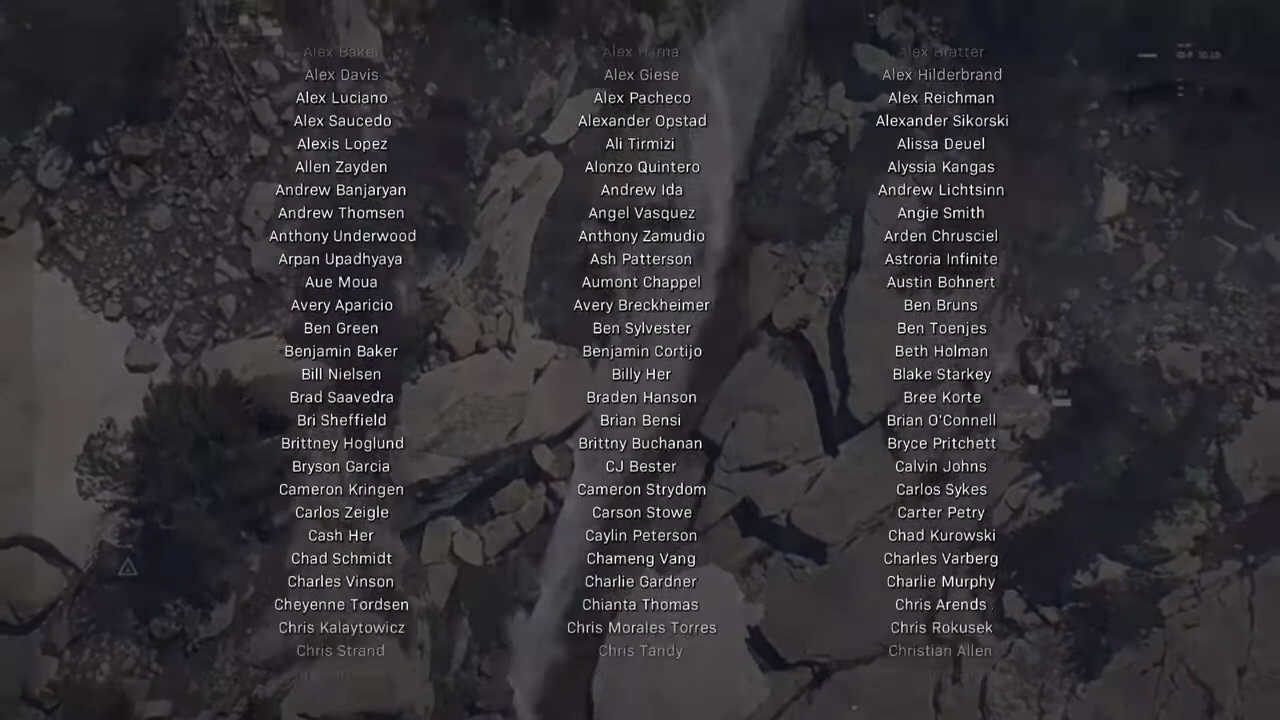 Alex Baker Alex Harna Alex Bratter
Alex Davis Alex Giese Alex Hilderbrand
Alex Luciano Alex Pacheco Alex Reichman
Alex Saucedo Alexander Opstad Alexander Sikorski
Alexis Lopez Ali Tirmizi Alissa Deuel
Allen Zayden Alonzo Quintero Alyssia Kangas
Andrew Banjaryan Andrew Ida Andrew Lichtsinn
Andrew Thomsen Angel Vasquez Angie Smith
Anthony Underwood Anthony Zamudio Arden Chrusciel
Arpan Upadhyaya Ash Patterson Astroria Infinite
Aue Moua Aumont Chappel Austin Bohnert
Avery Aparicio Avery Breckheimer Ben Bruns
Ben Green Ben Sylvester Ben Toenjes
Benjamin Baker Benjamin Cortijo Beth Holman
Bill Nielsen Billy Her Blake Starkey
Brad Saavedra Braden Hanson Bree Korte
Bri Sheffield Brian Bensi Brian O'Connell
Brittney Hoglund Brittny Buchanan Bryce Pritchett
Bryson Garcia CJ Bester Calvin Johns
Cameron Kringen Cameron Strydom Carlos Sykes
Carlos Zeigle Carson Stowe Carter Petry
Cash Her Caylin Peterson Chad Kurowski
Chad Schmidt Chameng Vang Charles Varberg
Charles Vinson Charlie Gardner Charlie Murphy
Cheyenne Tordsen Chianta Thomas Chris Arends
Chris Kalaytowicz Chris Morales Torres Chris Rokusek
Chris Strand Chris Tandy Christian Allen